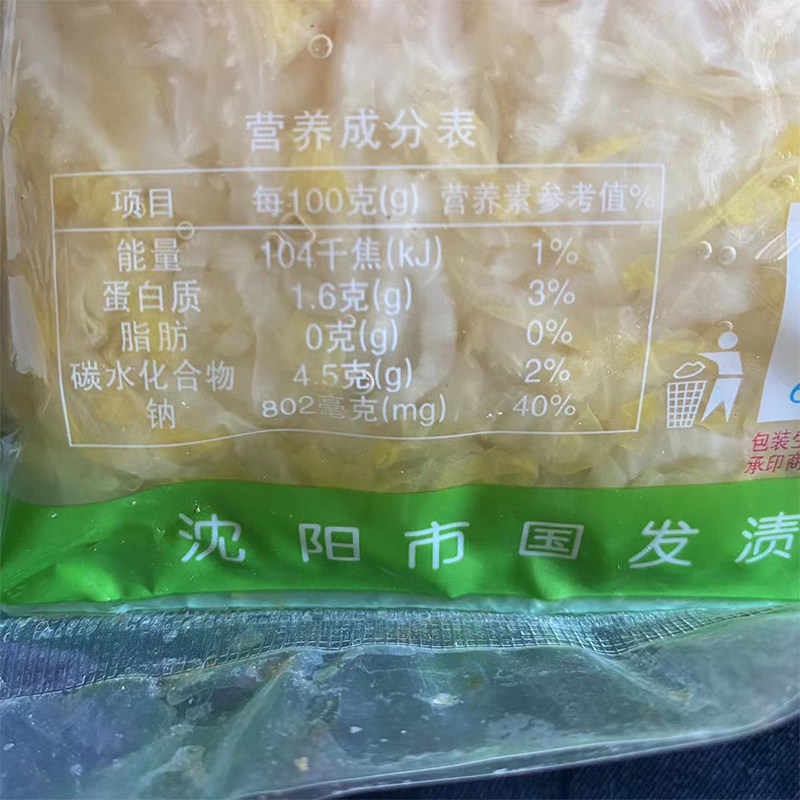 营养成分表
项目 每100克(g) 营养素参考值%
能量 104千焦(kJ) 1%
蛋白质 1.6克(g) 3%
脂肪 0克(g) 0%
碳水化合物 4.5克(g) 2%
钠 802毫克(mg) 40%
包装
承印商
沈阳市国发渍